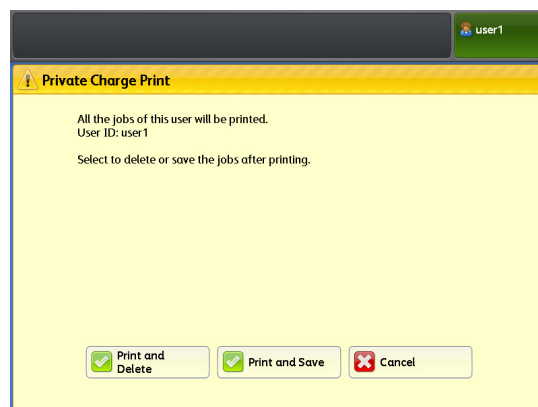 user1
Private Charge Print
All the jobs of this user will be printed.
User ID: user1
Select to delete or save the jobs after printing.
Print and
Delete
Print and Save
Cancel